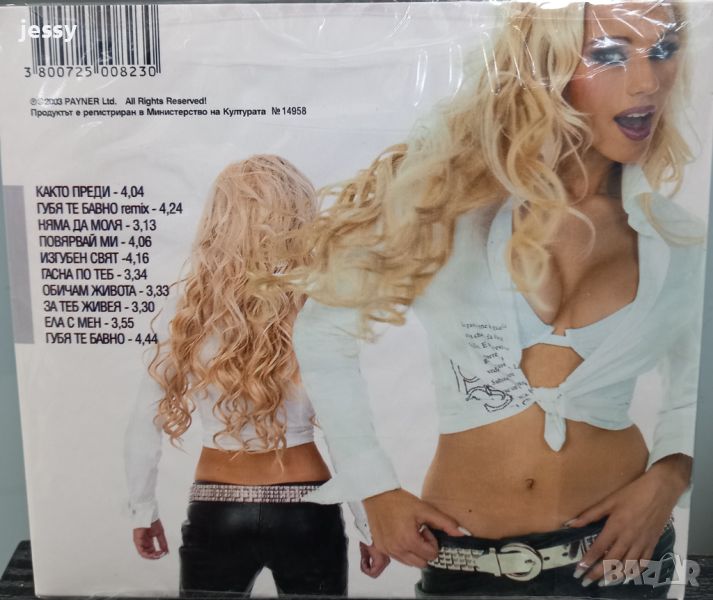 jessy
3 800725 008230
℗©2003 PAYNER Ltd. All Rights Reserved!
Продуктът е регистриран в Министерство на Културата №14958
КАКТО ПРЕДИ - 4,04
ГУБЯ ТЕ БАВНО remix - 4,24
НЯМА ДА МОЛЯ - 3,13
ПОВЯРВАЙ МИ - 4,06
ИЗГУБЕН СВЯТ -4,16
ГАСНА ПО ТЕБ - 3,34
ОБИЧАМ ЖИВОТА - 3,33
ЗА ТЕБ ЖИВЕЯ - 3,30
ЕЛА С МЕН - 3,55
ГУБЯ ТЕ БАВНО - 4,44
BAZAR